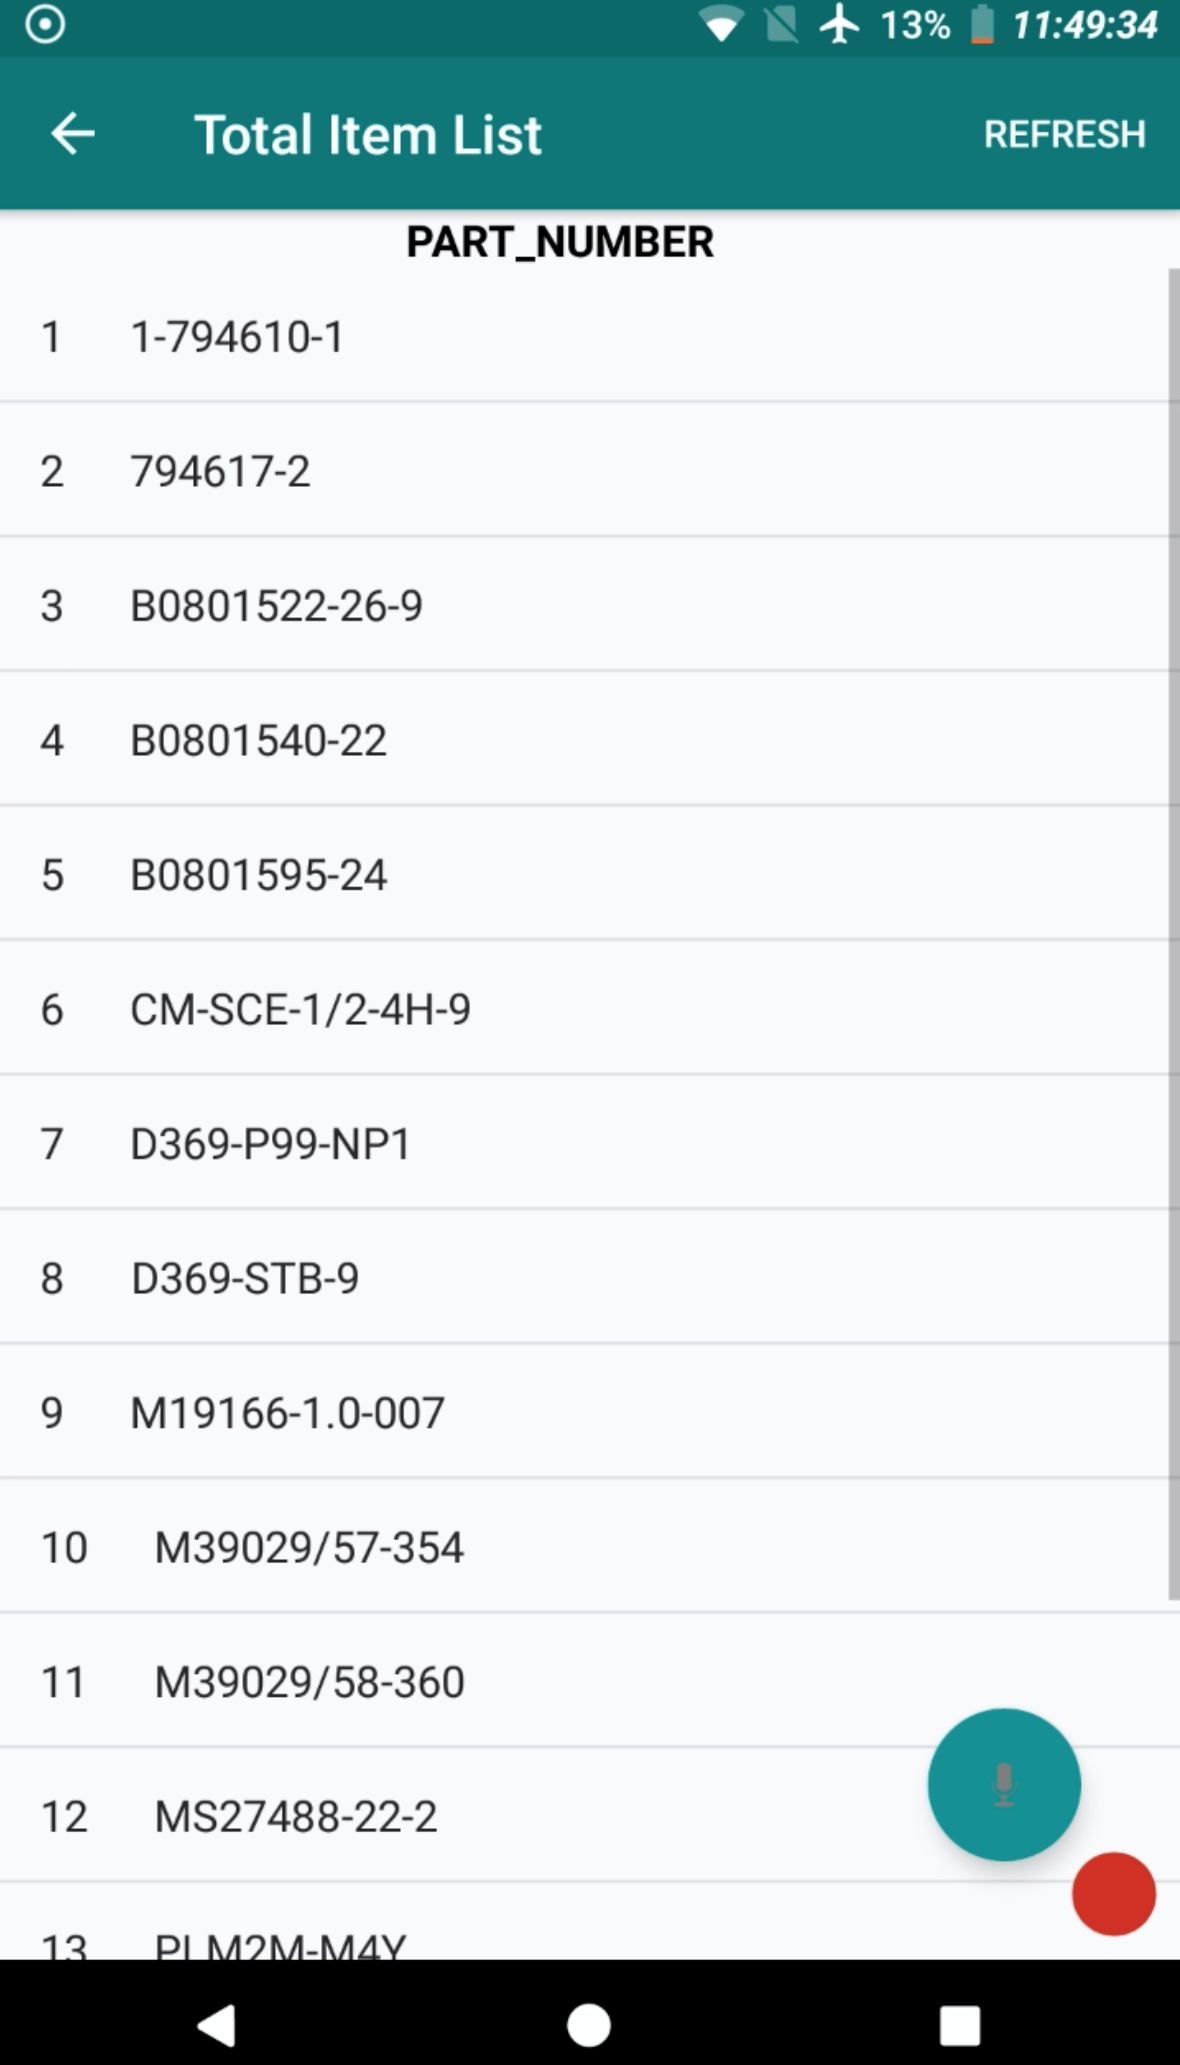 13% 11:49:34
Total Item List REFRESH
PART_NUMBER
1 1-794610-1
2 794617-2
3 B0801522-26-9
4 B0801540-22
5 B0801595-24
6 CM-SCE-1/2-4H-9
7 D369-P99-NP1
8 D369-STB-9
9 M19166-1.0-007
10 M39029/57-354
11 M39029/58-360
12 MS27488-22-2
13 PLM2M-M4Y